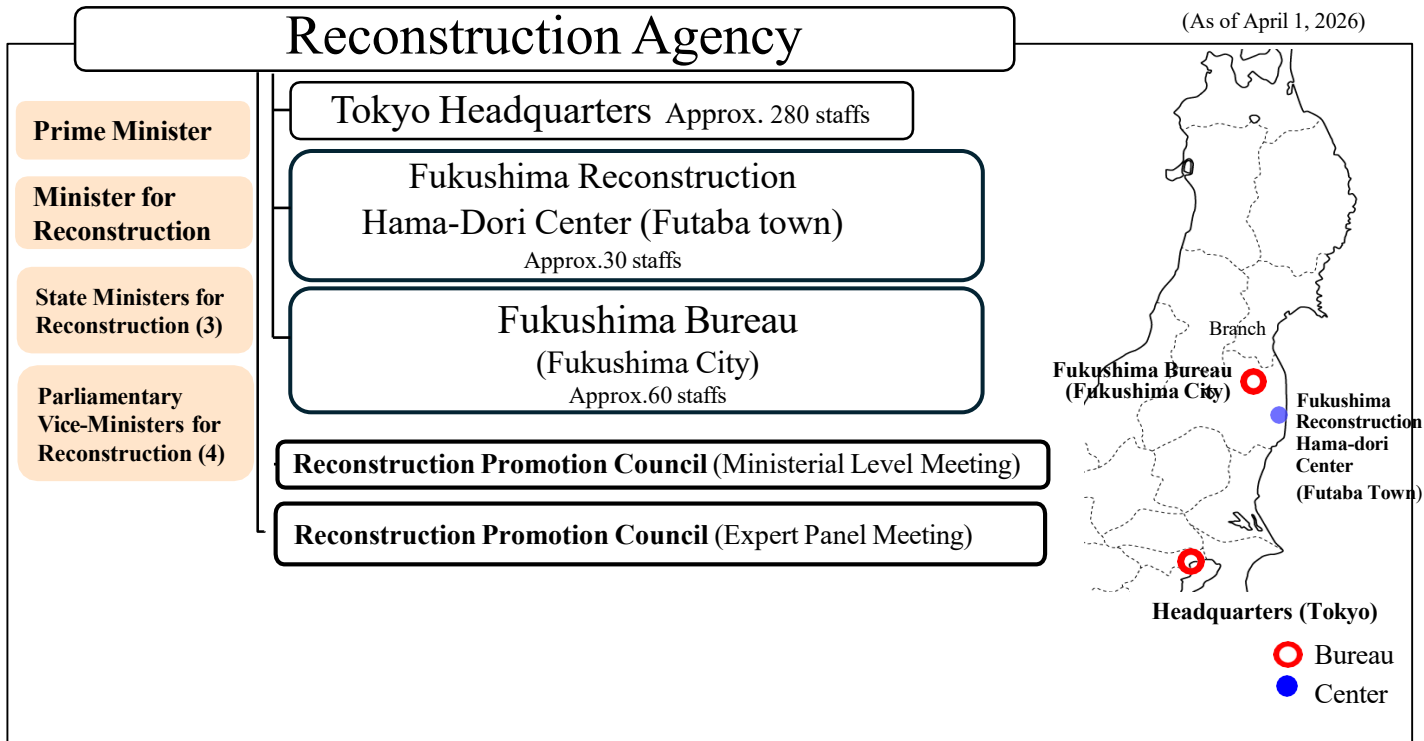 Reconstruction Agency
(As of April 1, 2026)
Prime Minister
Minister for
Reconstruction
State Ministers for
Reconstruction (3)
Parliamentary
Vice-Ministers for
Reconstruction (4)
Tokyo Headquarters Approx. 280 staffs
Fukushima Reconstruction
Hama-Dori Center (Futaba town)
Approx.30 staffs
Fukushima Bureau
(Fukushima City)
Approx.60 staffs
Reconstruction Promotion Council (Ministerial Level Meeting)
Reconstruction Promotion Council (Expert Panel Meeting)
Branch
Fukushima Bureau
(Fukushima City)
Fukushima
Reconstruction
Hama-dori
Center
(Futaba Town)
Headquarters (Tokyo)
Bureau
Center